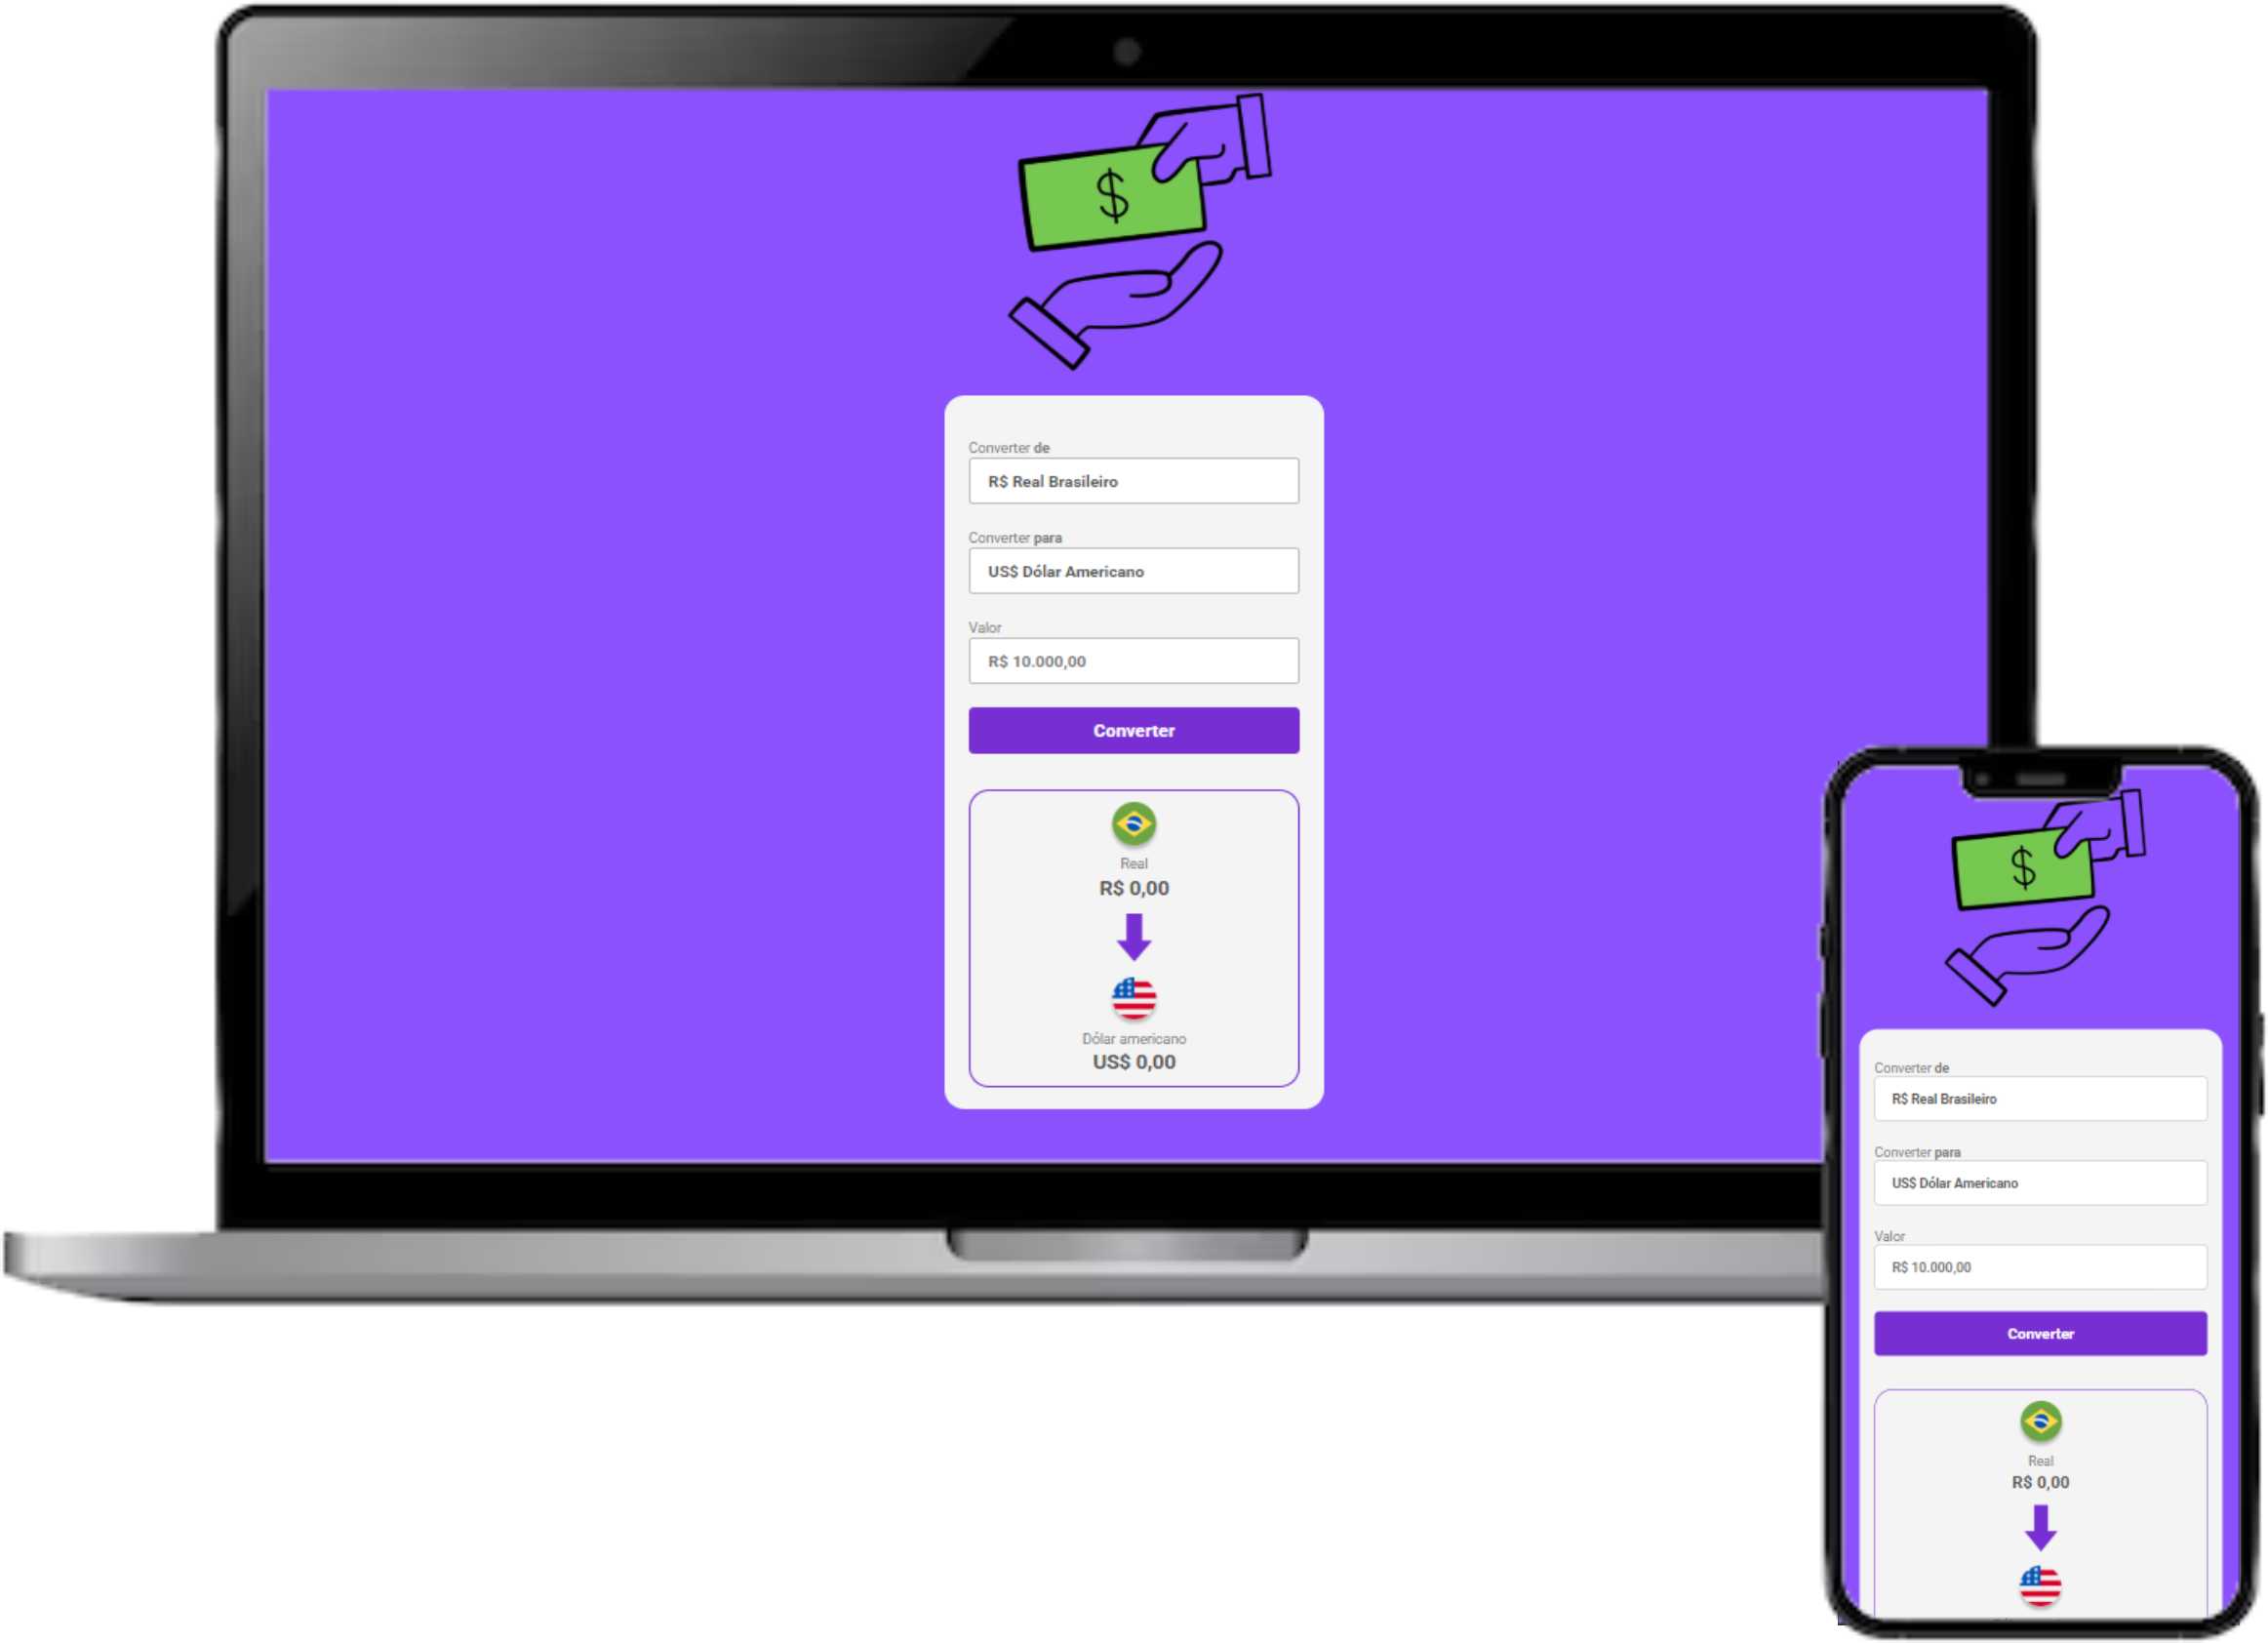 $
Converter de
R$ Real Brasileiro
Converter para
US$ Dólar Americano
Valor
R$ 10.000,00
Converter
Real
R$ 0,00
Dólar americano
US$ 0,00
$
Converter de
R$ Real Brasileiro
Converter para
US$ Dólar Americano
Valor
R$ 10.000,00
Converter
Real
R$ 0,00